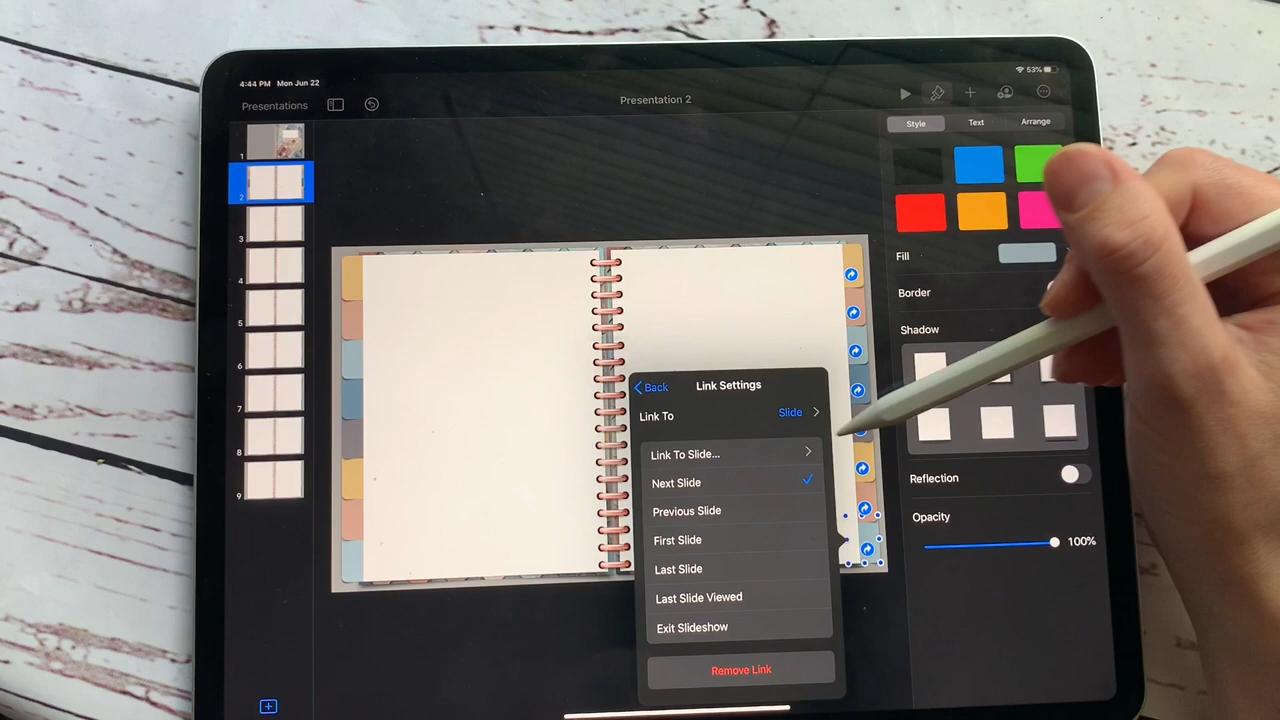 4:44 PM Mon Jun 22
53%
Presentations
Presentation 2
Style
Text
Arrange
1
2
3
4
5
6
7
8
9
Fill
Border
Shadow
Reflection
Opacity
100%
Back
Link Settings
Link To
Slide
Link To Slide...
Next Slide
Previous Slide
First Slide
Last Slide
Last Slide Viewed
Exit Slideshow
Remove Link